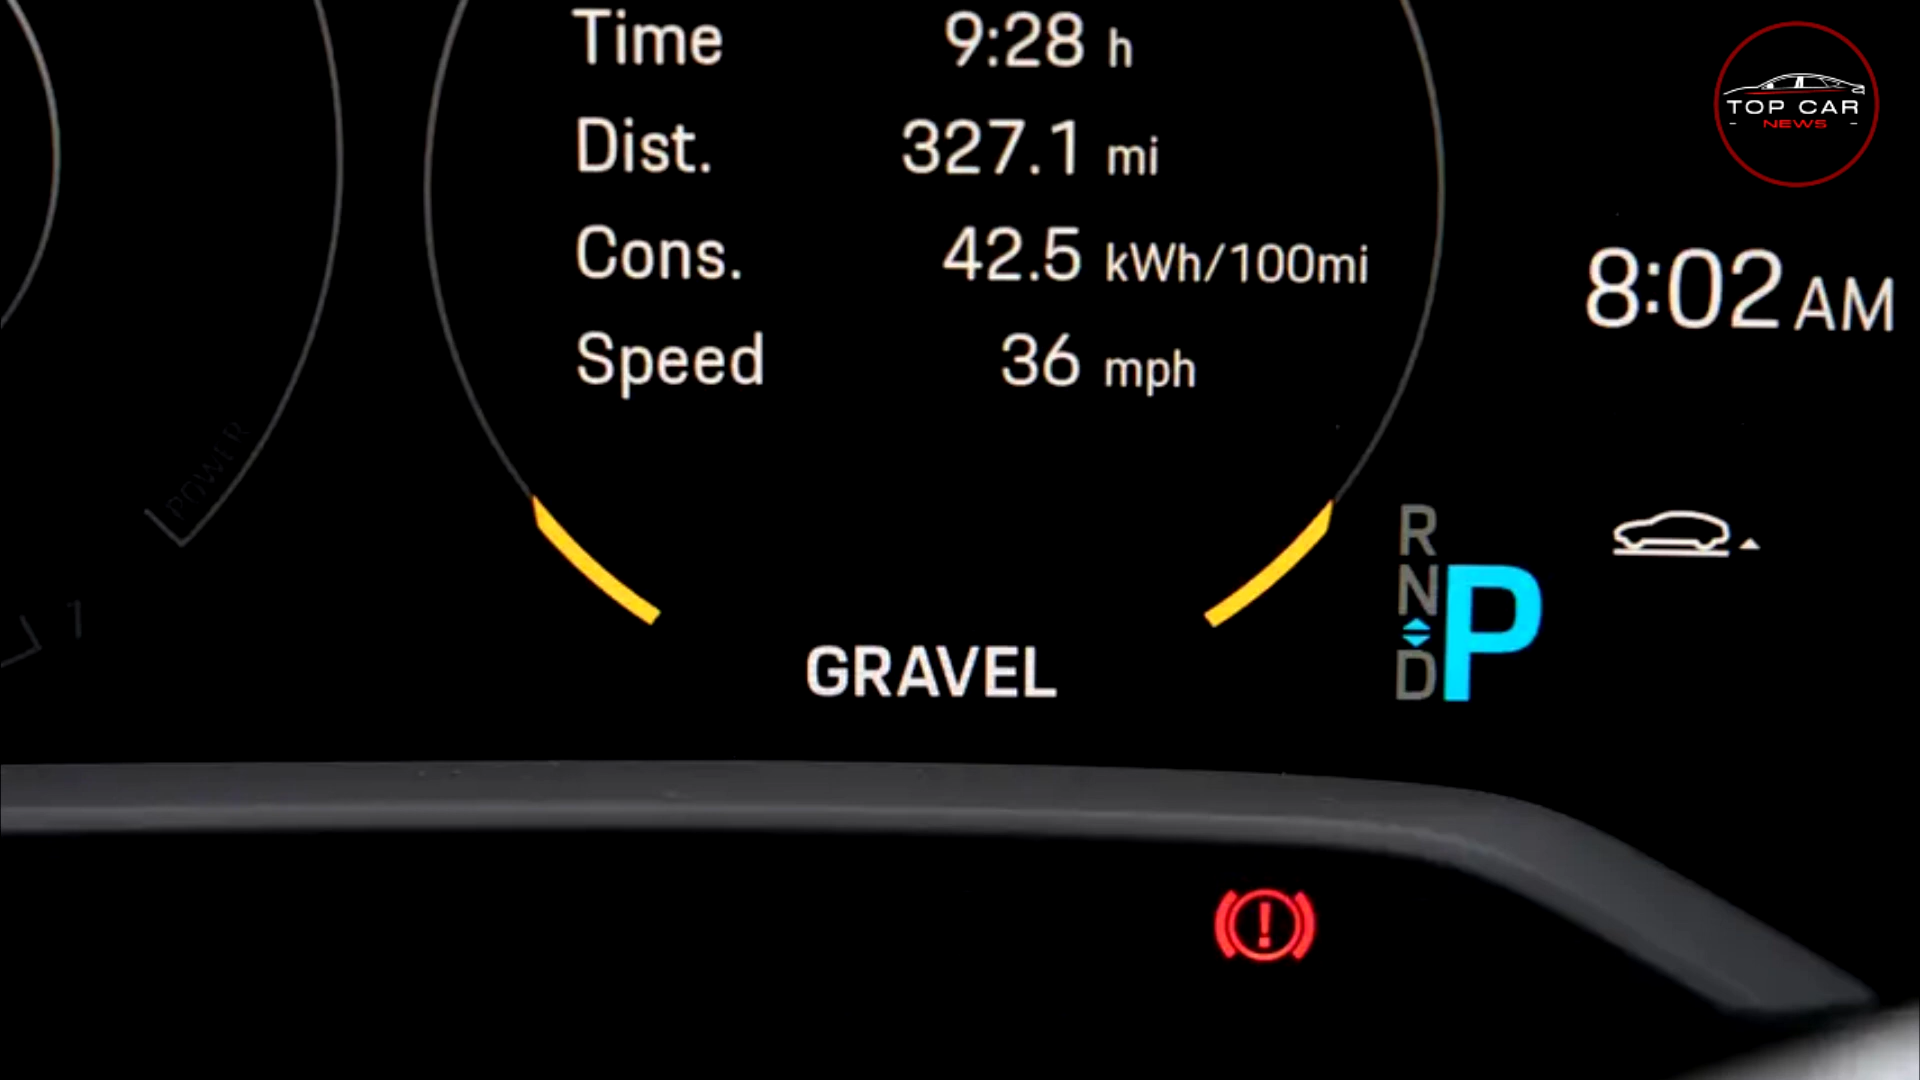 Time 9:28 h
Dist. 327.1 mi
Cons. 42.5 kWh/100mi
Speed 36 mph
TOP CAR
NEWS
8:02 AM
POWER
R
N
D
P
GRAVEL